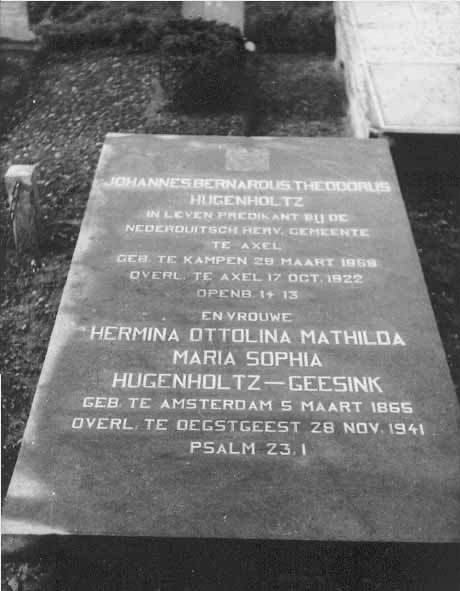 JOHANNES.BERNARDUS.THEODORUS
HUGENHOLTZ
IN LEVEN PREDIKANT BIJ DE
NEDERDUITSCH HERV. GEMEENTE
TE AXEL
GEB. TE KAMPEN 29 MAART 1868
OVERL. TE AXEL 17 OCT. 1922
OPENB. 14 13
EN VROUWE
HERMINA OTTOLINA MATHILDA
MARIA SOPHIA
HUGENHOLTZ—GEESINK
GEB. TE AMSTERDAM 5 MAART 1865
OVERL. TE OEGSTGEEST 28 NOV. 1941
PSALM 23.1